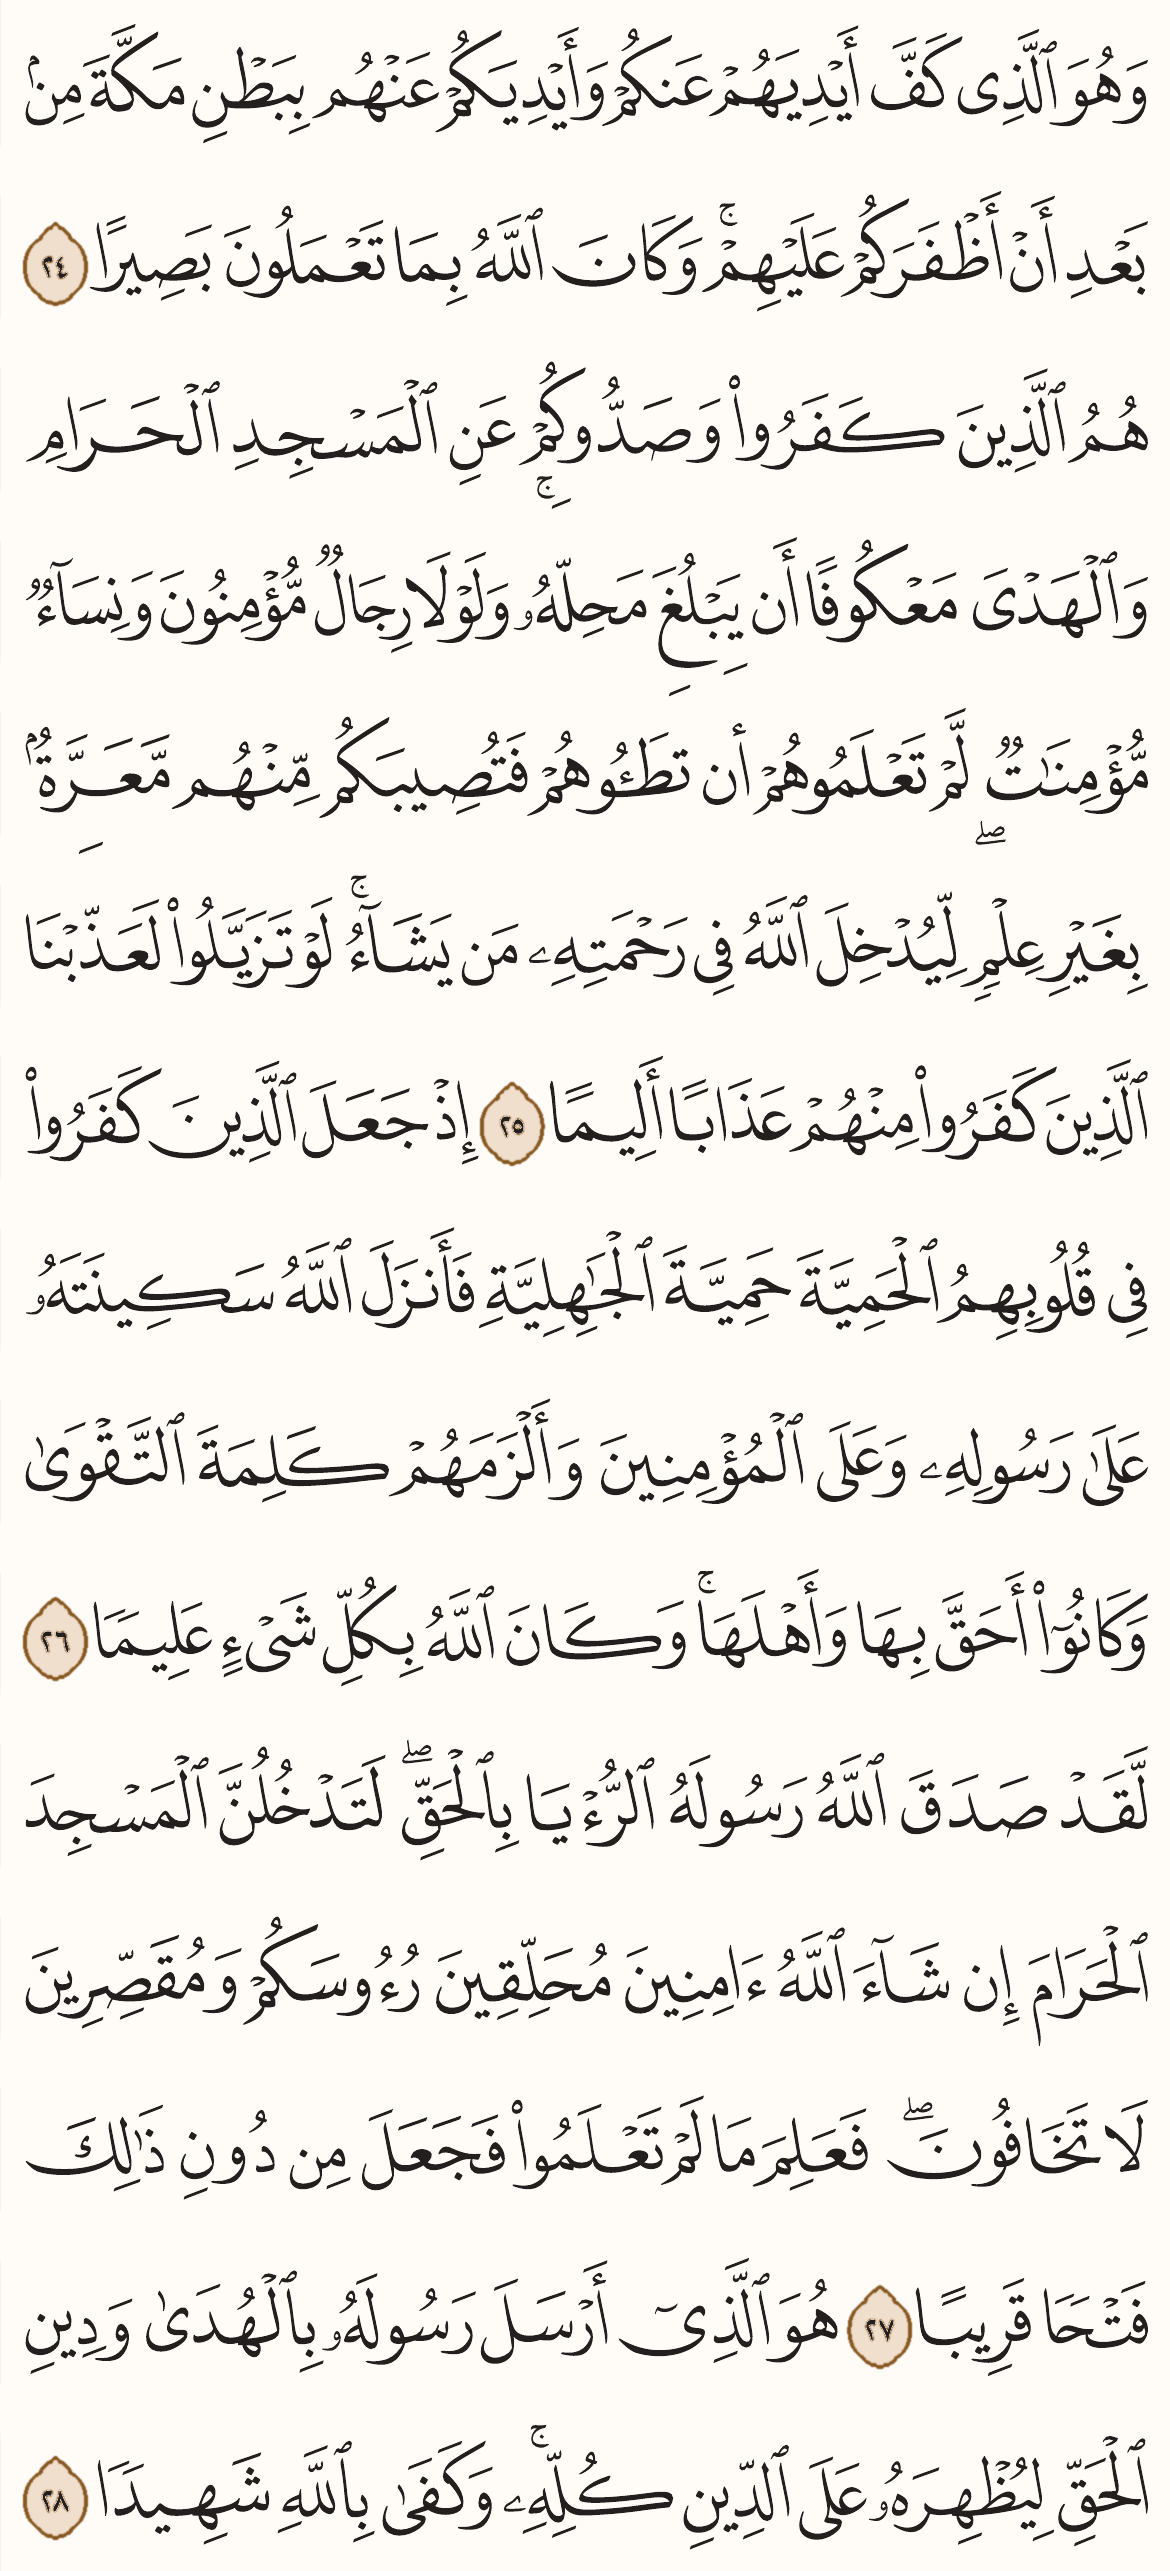 وَهُوَ ٱلَّذِى كَفَّ أَيْدِيَهُمْ عَنكُمْ وَأَيْدِيَكُمْ عَنْهُم بِبَطْنِ مَكَّةَ مِنۢ
بَعْدِ أَنْ أَظْفَرَكُمْ عَلَيْهِمْ ۚ وَكَانَ ٱللَّهُ بِمَا تَعْمَلُونَ بَصِيرًا ٢٤
هُمُ ٱلَّذِينَ كَفَرُوا۟ وَصَدُّوكُمْ عَنِ ٱلْمَسْجِدِ ٱلْحَرَامِ
وَٱلْهَدْىَ مَعْكُوفًا أَن يَبْلُغَ مَحِلَّهُۥ ۚ وَلَوْلَا رِجَالٌ مُّؤْمِنُونَ وَنِسَآءٌ
مُّؤْمِنَـٰتٌ لَّمْ تَعْلَمُوهُمْ أَن تَطَـُٔوهُمْ فَتُصِيبَكُم مِّنْهُم مَّعَرَّةٌۢ
بِغَيْرِ عِلْمٍ ۖ لِّيُدْخِلَ ٱللَّهُ فِى رَحْمَتِهِۦ مَن يَشَآءُ ۚ لَوْ تَزَيَّلُوا۟ لَعَذَّبْنَا
ٱلَّذِينَ كَفَرُوا۟ مِنْهُمْ عَذَابًا أَلِيمًا ٢٥ إِذْ جَعَلَ ٱلَّذِينَ كَفَرُوا۟
فِى قُلُوبِهِمُ ٱلْحَمِيَّةَ حَمِيَّةَ ٱلْجَـٰهِلِيَّةِ فَأَنزَلَ ٱللَّهُ سَكِينَتَهُۥ
عَلَىٰ رَسُولِهِۦ وَعَلَى ٱلْمُؤْمِنِينَ وَأَلْزَمَهُمْ كَلِمَةَ ٱلتَّقْوَىٰ
وَكَانُوٓا۟ أَحَقَّ بِهَا وَأَهْلَهَا ۚ وَكَانَ ٱللَّهُ بِكُلِّ شَىْءٍ عَلِيمًا ٢٦
لَّقَدْ صَدَقَ ٱللَّهُ رَسُولَهُ ٱلرُّءْيَا بِٱلْحَقِّ ۖ لَتَدْخُلُنَّ ٱلْمَسْجِدَ
ٱلْحَرَامَ إِن شَآءَ ٱللَّهُ ءَامِنِينَ مُحَلِّقِينَ رُءُوسَكُمْ وَمُقَصِّرِينَ
لَا تَخَافُونَ ۖ فَعَلِمَ مَا لَمْ تَعْلَمُوا۟ فَجَعَلَ مِن دُونِ ذَٰلِكَ
فَتْحًا قَرِيبًا ٢٧ هُوَ ٱلَّذِىٓ أَرْسَلَ رَسُولَهُۥ بِٱلْهُدَىٰ وَدِينِ
ٱلْحَقِّ لِيُظْهِرَهُۥ عَلَى ٱلدِّينِ كُلِّهِۦ ۚ وَكَفَىٰ بِٱللَّهِ شَهِيدًا ٢٨